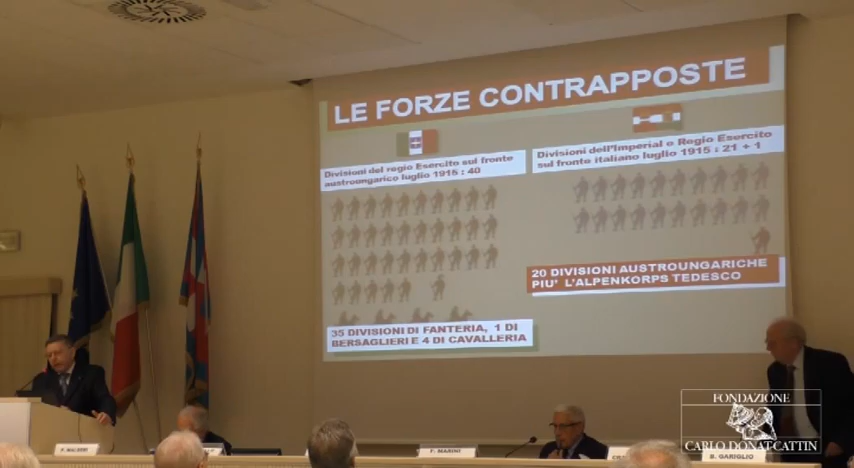 LE FORZE CONTRAPPOSTE
Divisioni del regio Esercito sul fronte
austroungarico luglio 1915 : 40
Divisioni dell'Imperial e Regio Esercito
sul fronte italiano luglio 1915 : 21 + 1
35 DIVISIONI DI FANTERIA, 1 DI
BERSAGLIERI E 4 DI CAVALLERIA
20 DIVISIONI AUSTROUNGARICHE
PIU' L'ALPENKORPS TEDESCO
F. MARINI
B. GARIGLIO
FONDAZIONE
CARLO DONAT-CATTIN